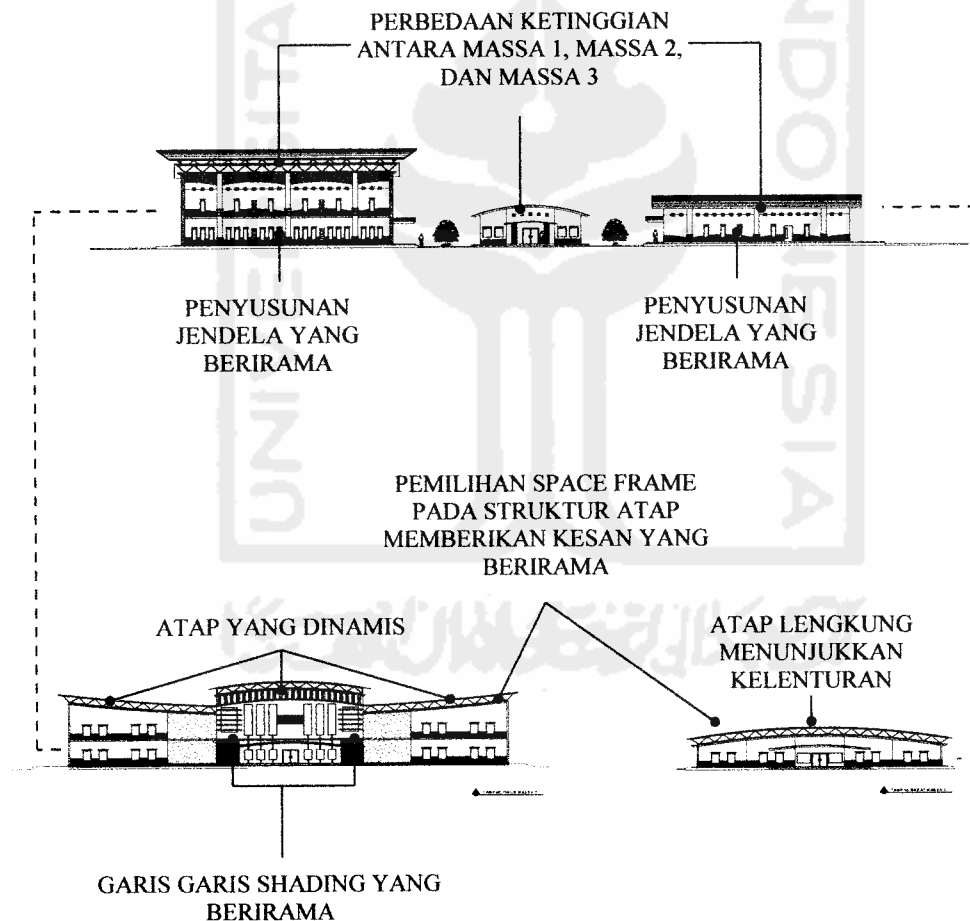 PERBEDAAN KETINGGIAN
ANTARA MASSA 1, MASSA 2,
DAN MASSA 3
PENYUSUNAN
JENDELA YANG
BERIRAMA
PENYUSUNAN
JENDELA YANG
BERIRAMA
PEMILIHAN SPACE FRAME
PADA STRUKTUR ATAP
MEMBERIKAN KESAN YANG
BERIRAMA
ATAP YANG DINAMIS
ATAP LENGKUNG
MENUNJUKKAN
KELENTURAN
GARIS GARIS SHADING YANG
BERIRAMA